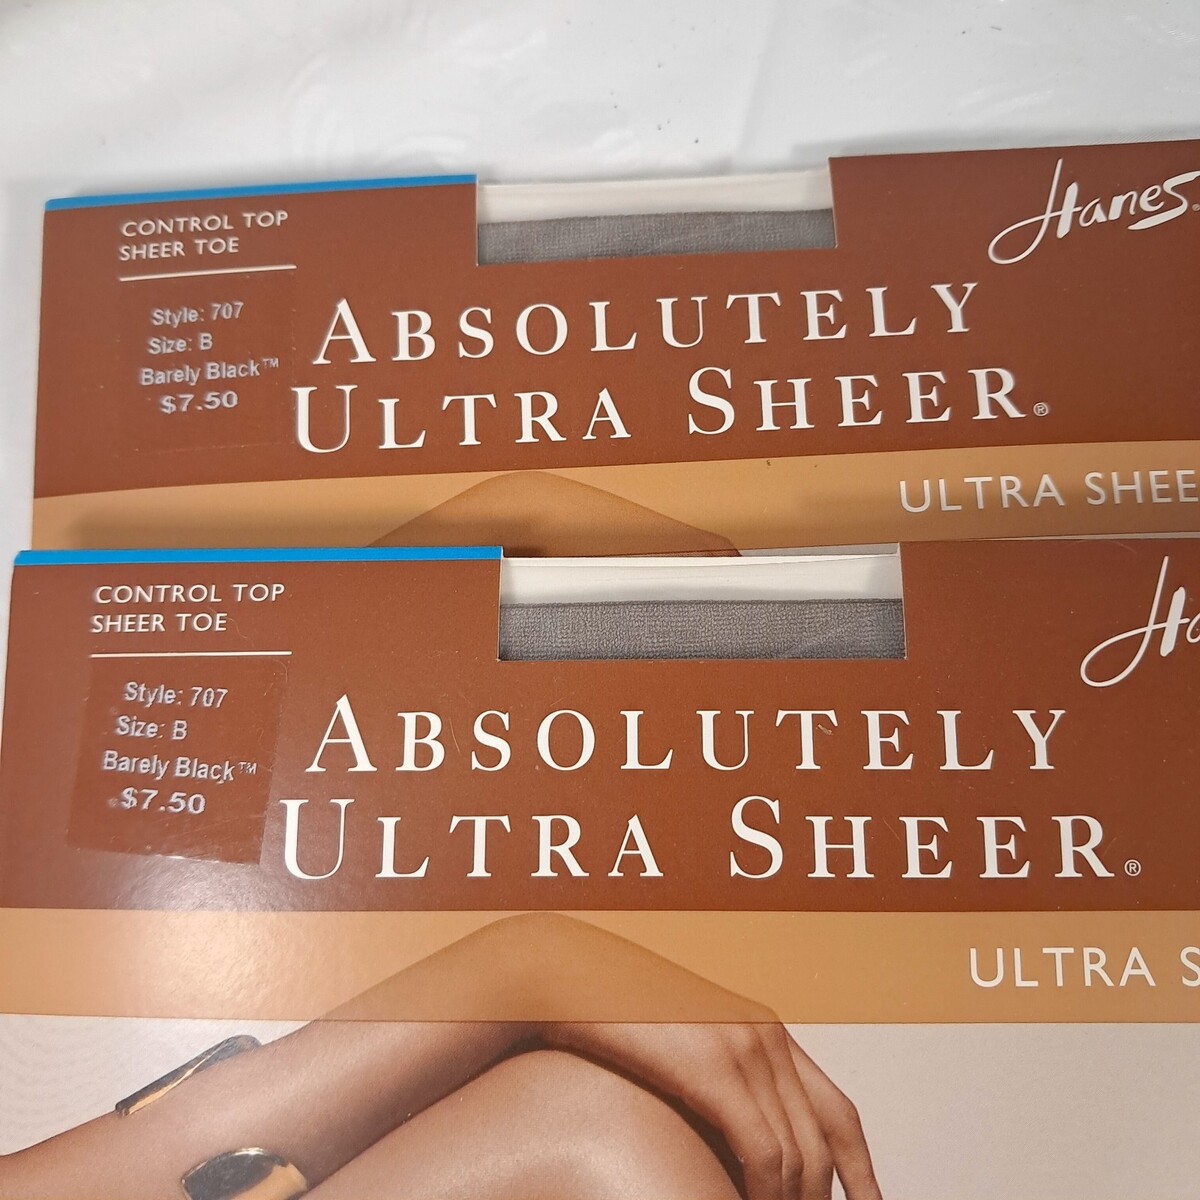 CONTROL TOP
SHEER TOE
Hanes®
Style: 707
Size: B
Barely Black™
$7.50
ABSOLUTELY
ULTRA SHEER®
ULTRA SHEE
CONTROL TOP
SHEER TOE
Ha
Style: 707
Size: B
Barely Black™
$7.50
ABSOLUTELY
ULTRA SHEER®
ULTRA S